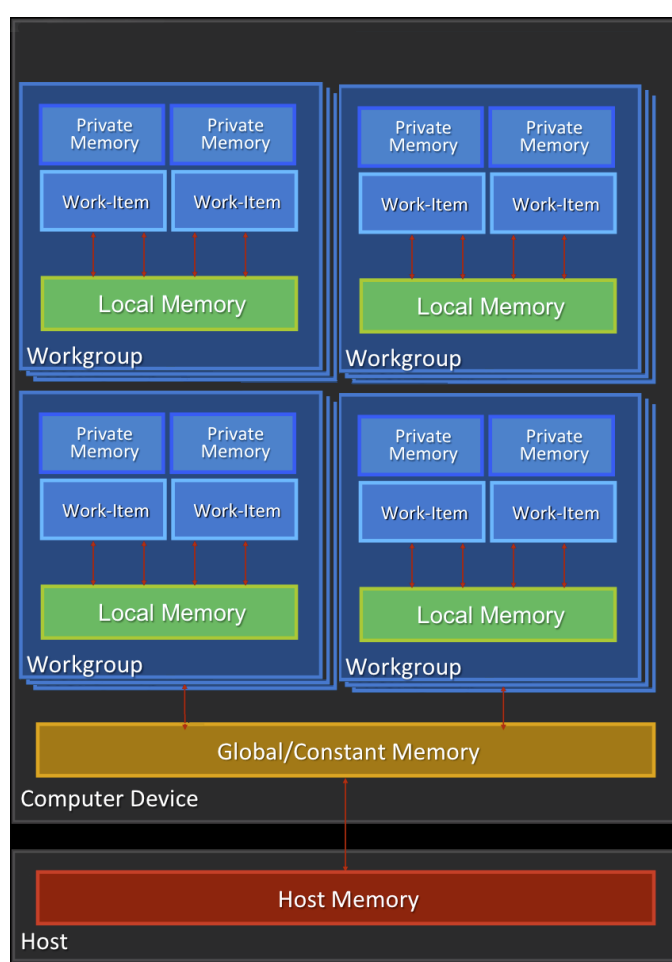 Private Memory
Private Memory
Work-Item
Work-Item
Local Memory
Workgroup
Private Memory
Private Memory
Work-Item
Work-Item
Local Memory
Workgroup
Private Memory
Private Memory
Work-Item
Work-Item
Local Memory
Workgroup
Private Memory
Private Memory
Work-Item
Work-Item
Local Memory
Workgroup
Global/Constant Memory
Computer Device
Host Memory
Host